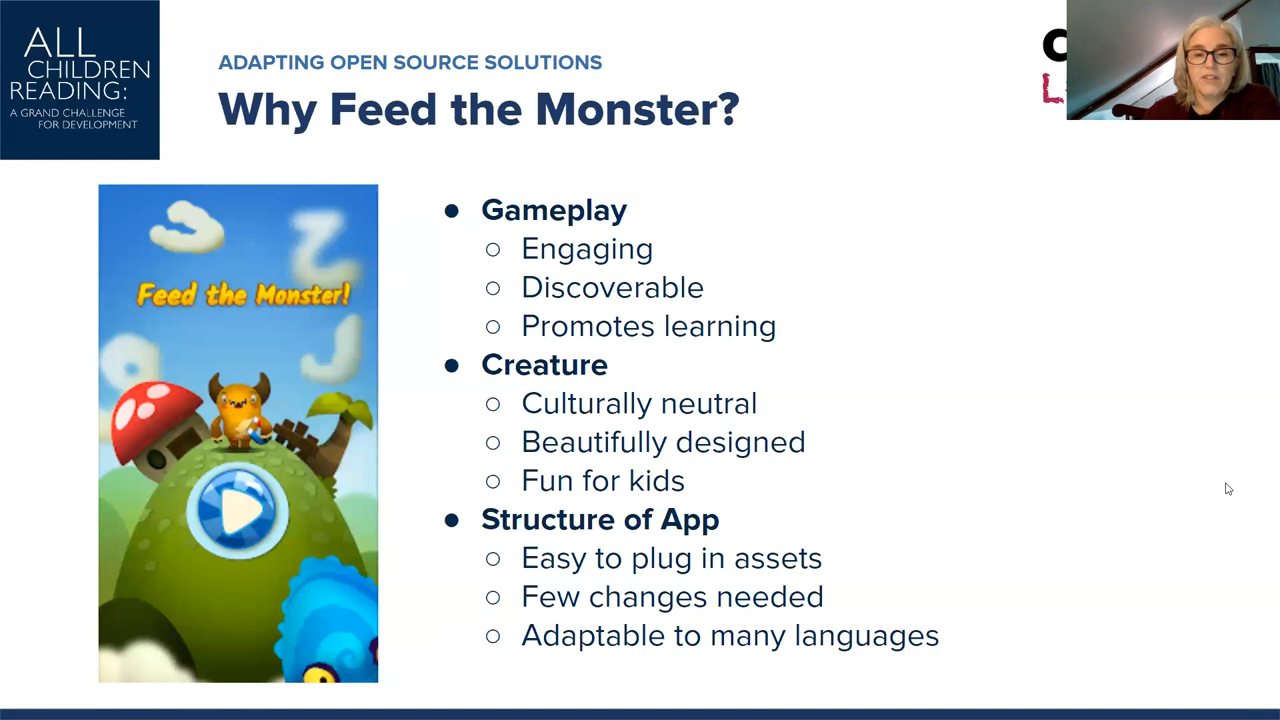 ALL
CHILDREN
READING:
A GRAND CHALLENGE
FOR DEVELOPMENT
ADAPTING OPEN SOURCE SOLUTIONS
Why Feed the Monster?
Feed the Monster!
● Gameplay
○ Engaging
○ Discoverable
○ Promotes learning
● Creature
○ Culturally neutral
○ Beautifully designed
○ Fun for kids
● Structure of App
○ Easy to plug in assets
○ Few changes needed
○ Adaptable to many languages